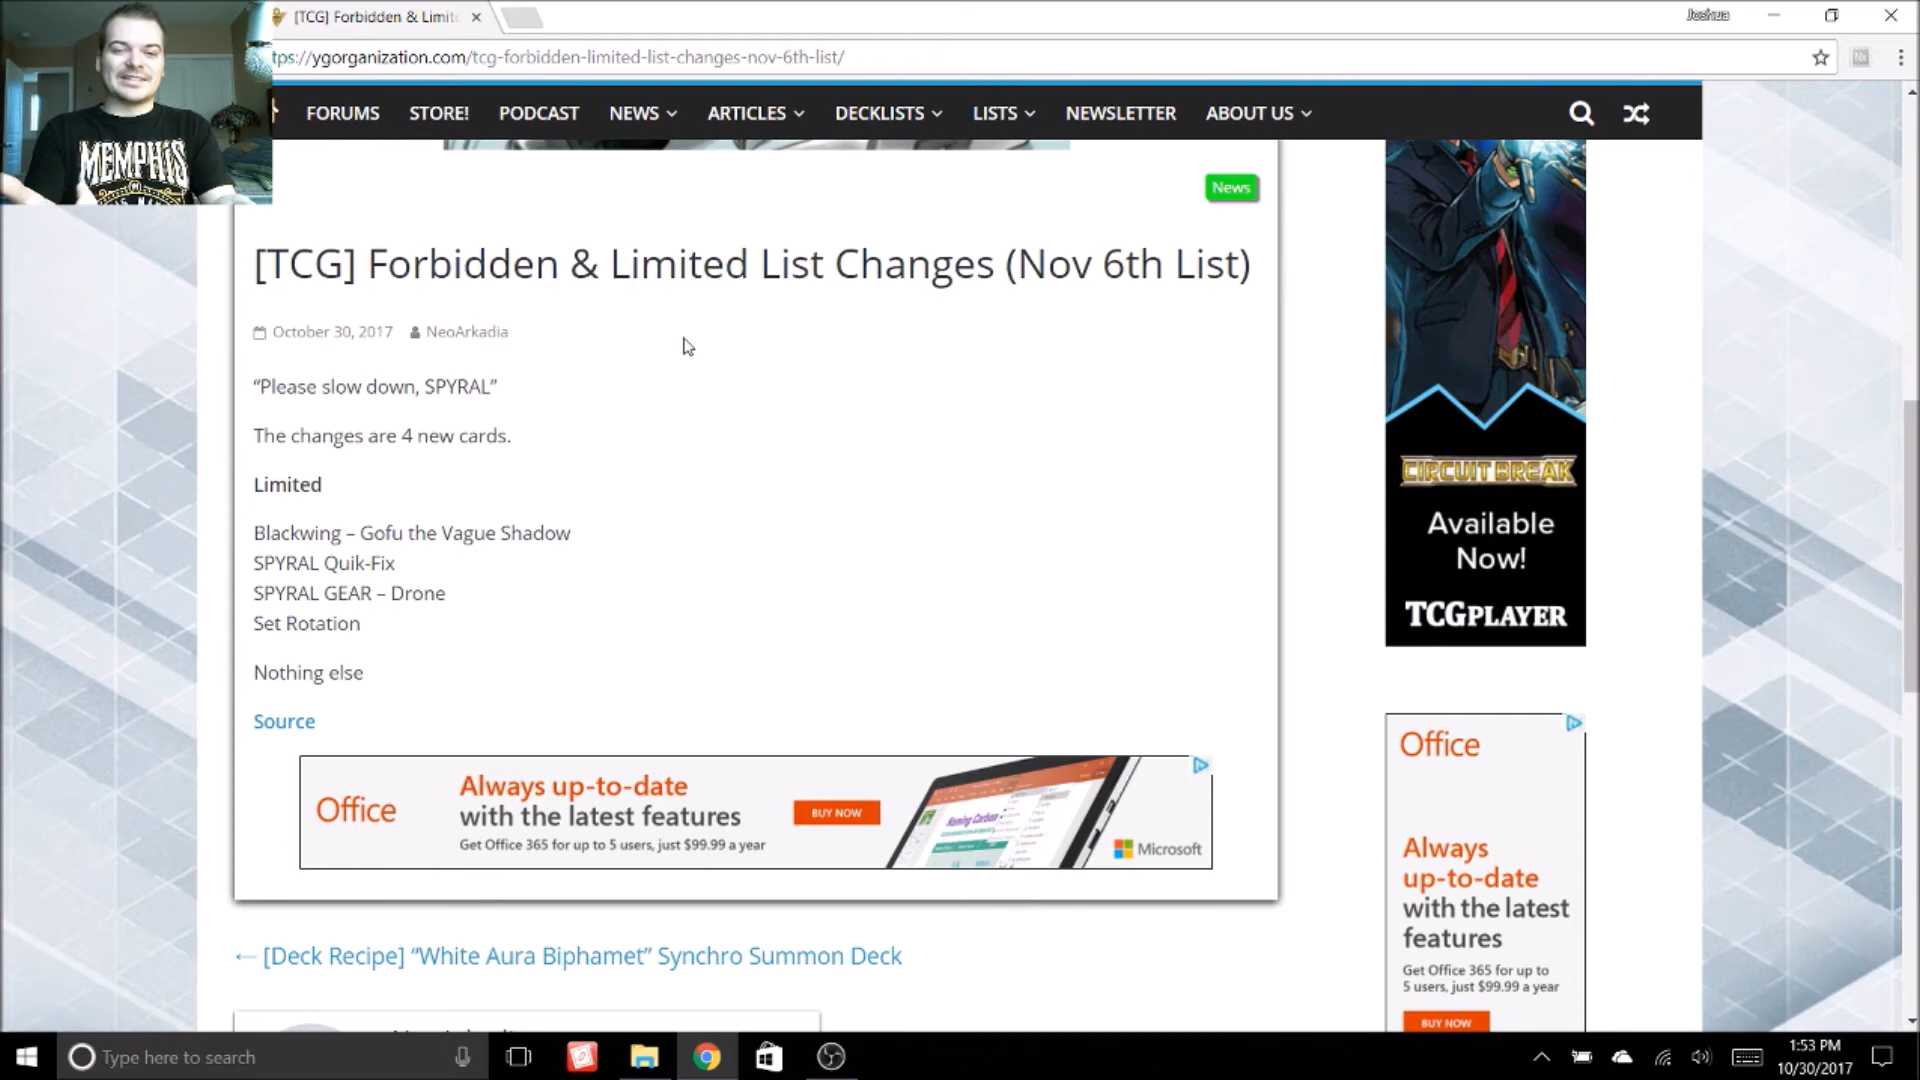 [TCG] Forbidden & Limite
Joshua
tps://ygorganization.com/tcg-forbidden-limited-list-changes-nov-6th-list/
FORUMS STORE! PODCAST NEWS ARTICLES DECKLISTS LISTS NEWSLETTER ABOUT US
MEMPHIS
News
[TCG] Forbidden & Limited List Changes (Nov 6th List)
October 30, 2017 NeoArkadia
“Please slow down, SPYRAL”
The changes are 4 new cards.
Limited
Blackwing – Gofu the Vague Shadow
SPYRAL Quik-Fix
SPYRAL GEAR – Drone
Set Rotation
Nothing else
Source
Office
Always up-to-date
with the latest features
Get Office 365 for up to 5 users, just $99.99 a year
BUY NOW
Microsoft
← [Deck Recipe] “White Aura Biphamet” Synchro Summon Deck
CIRCUIT BREAK
Available
Now!
TCGPLAYER
Office
Always
up-to-date
with the latest
features
Get Office 365 for up to
5 users, just $99.99 a year
BUY NOW
Type here to search
1:53 PM
10/30/2017